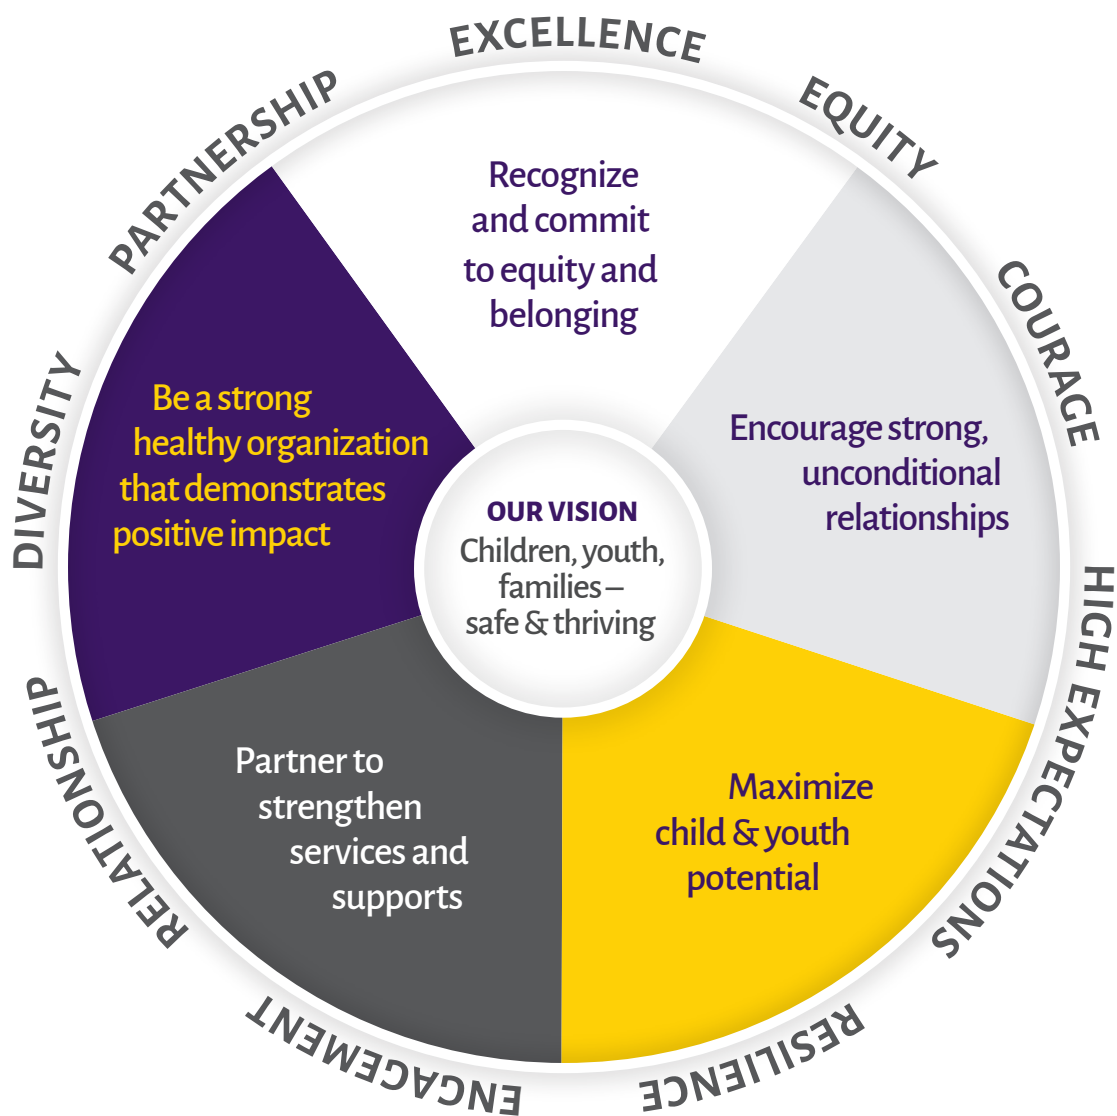 EXCELLENCE
EQUITY
COURAGE
HIGH EXPECTATIONS
RESILIENCE
ENGAGEMENT
RELATIONSHIP
DIVERSITY
PARTNERSHIP
Recognize
and commit
to equity and
belonging
Encourage strong,
unconditional
relationships
Maximize
child & youth
potential
Partner to
strengthen
services and
supports
Be a strong
healthy organization
that demonstrates
positive impact
OUR VISION
Children, youth,
families –
safe & thriving